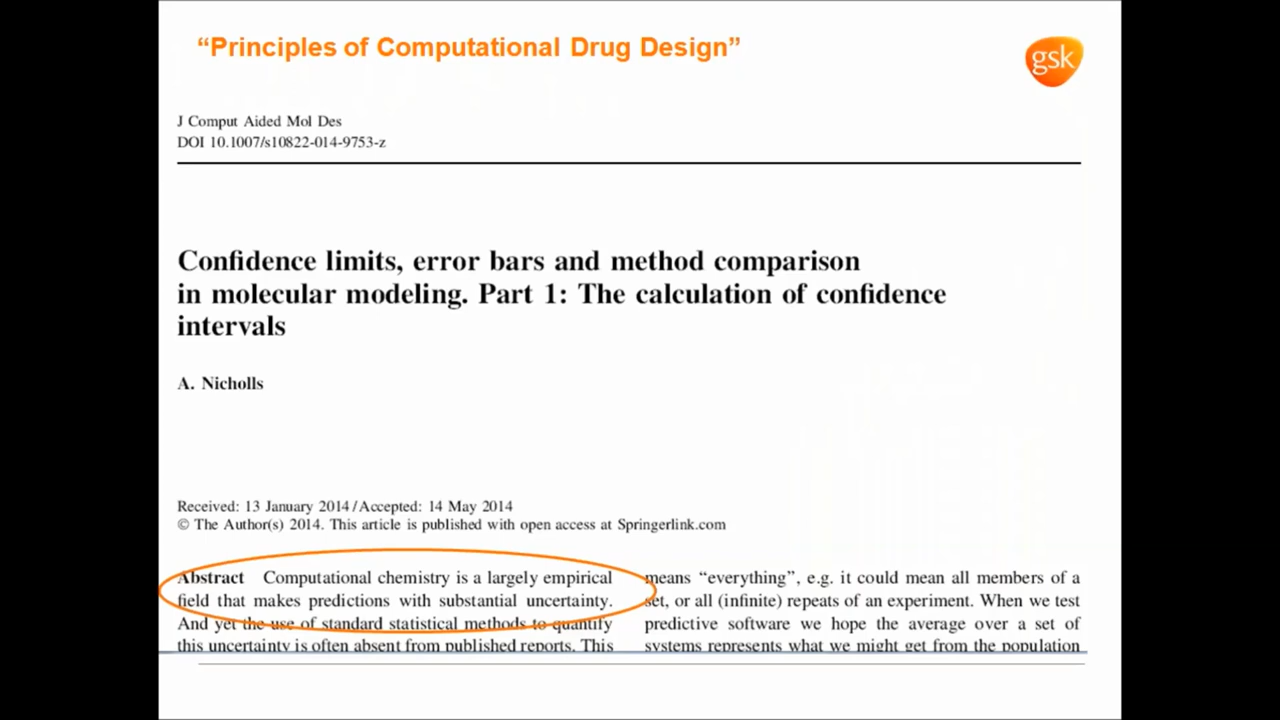 “Principles of Computational Drug Design”
gsk
J Comput Aided Mol Des
DOI 10.1007/s10822-014-9753-z
Confidence limits, error bars and method comparison
in molecular modeling. Part 1: The calculation of confidence
intervals
A. Nicholls
Received: 13 January 2014 / Accepted: 14 May 2014
© The Author(s) 2014. This article is published with open access at Springerlink.com
Abstract Computational chemistry is a largely empirical
field that makes predictions with substantial uncertainty.
And yet the use of standard statistical methods to quantify
this uncertainty is often absent from published reports. This
means “everything”, e.g. it could mean all members of a
set, or all (infinite) repeats of an experiment. When we test
predictive software we hope the average over a set of
systems represents what we might get from the population